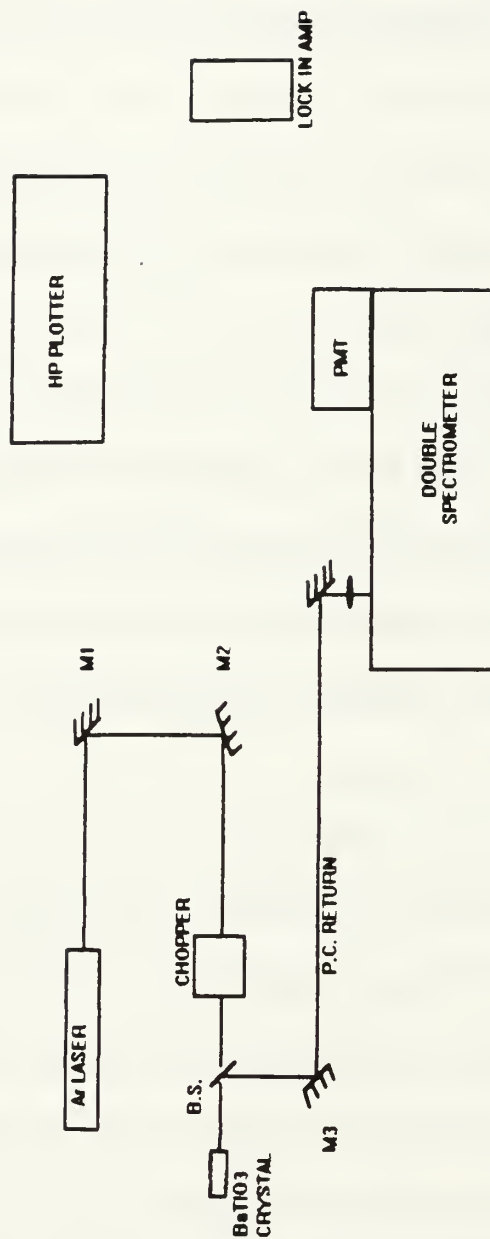 HP PLOTTER
LOCK IN AMP
Ar LASER
M1
M2
CHOPPER
B.S.
BaTiO3
CRYSTAL
M3
P.C. RETURN
PMT
DOUBLE
SPECTROMETER